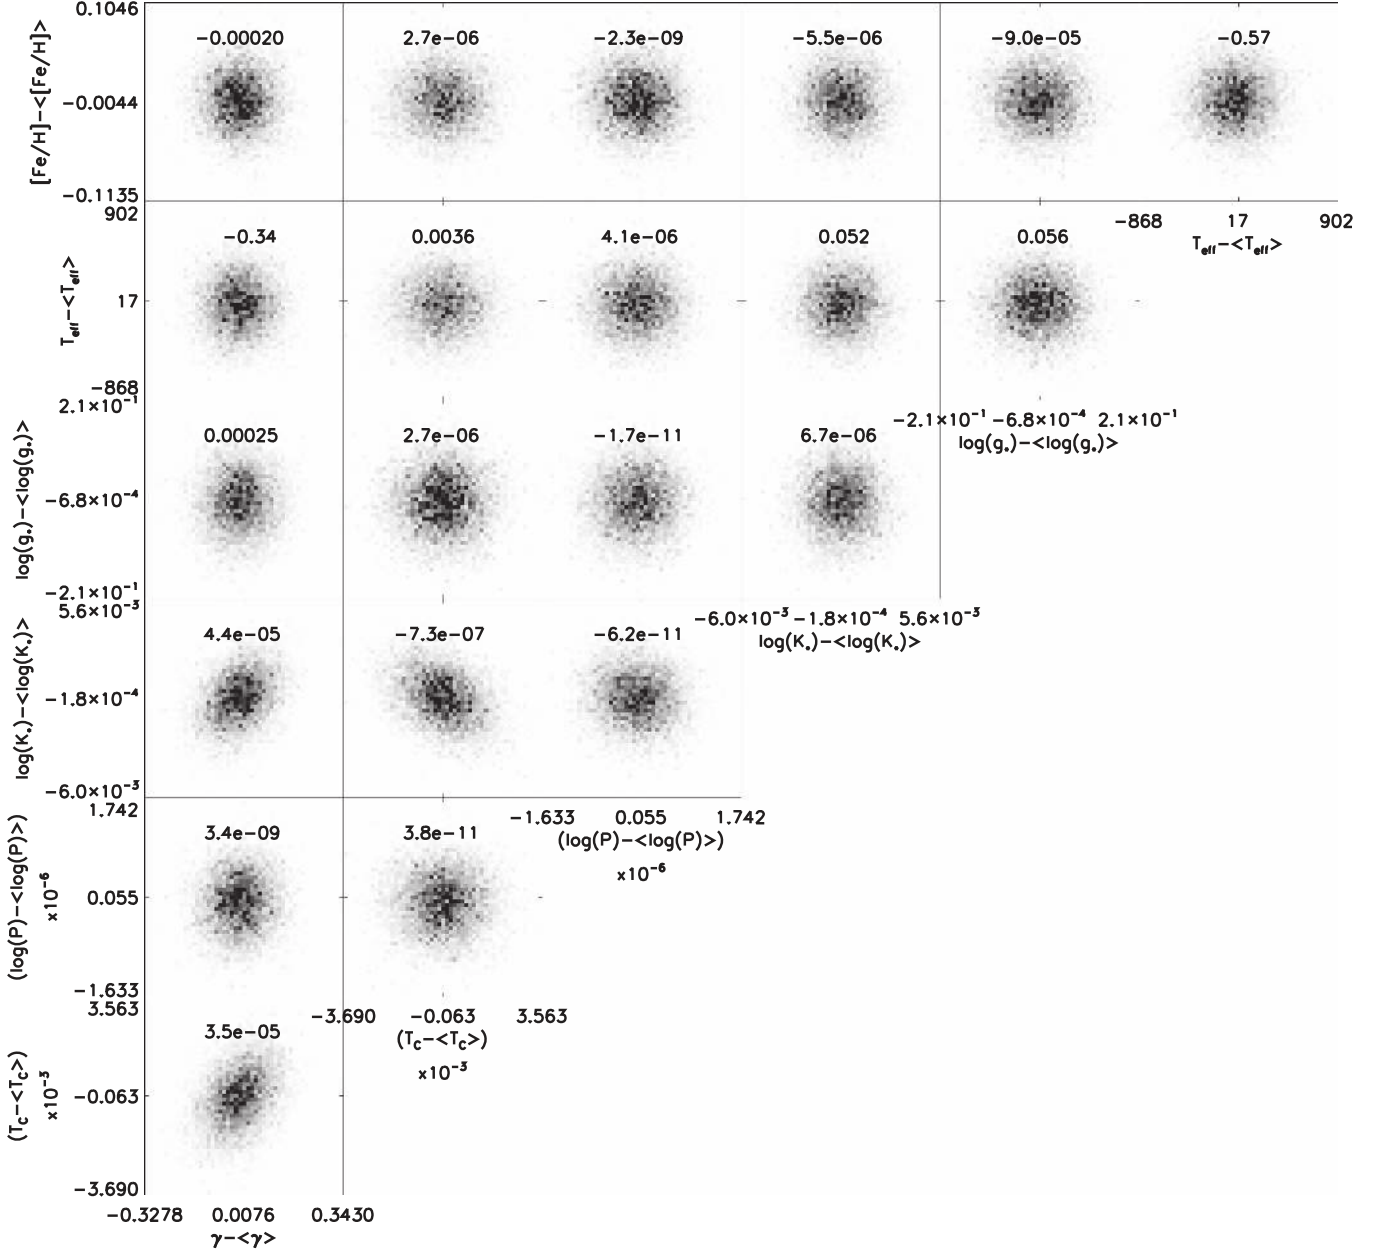 0.1046
−0.00020 2.7e−06 −2.3e−09 −5.5e−06 −9.0e−05 −0.57
[Fe/H]−<[Fe/H]>
−0.0044
−0.1135
902
−868 17 902
T_eff−<T_eff>
−0.34 0.0036 4.1e−06 0.052 0.056
T_eff−<T_eff>
17
−868
2.1×10⁻¹
−2.1×10⁻¹ −6.8×10⁻⁴ 2.1×10⁻¹
log(g⋆)−<log(g⋆)>
0.00025 2.7e−06 −1.7e−11 6.7e−06
log(g⋆)−<log(g⋆)>
−6.8×10⁻⁴
−2.1×10⁻¹
5.6×10⁻³
−6.0×10⁻³ −1.8×10⁻⁴ 5.6×10⁻³
log(K⋆)−<log(K⋆)>
4.4e−05 −7.3e−07 −6.2e−11
log(K⋆)−<log(K⋆)>
−1.8×10⁻⁴
−6.0×10⁻³
1.742
−1.633 0.055 1.742
(log(P)−<log(P)>)
×10⁻⁶
3.4e−09 3.8e−11
(log(P)−<log(P)>)
×10⁻⁶
0.055
−1.633
3.563
−3.690 −0.063 3.563
(T_C−<T_C>)
×10⁻³
3.5e−05
(T_C−<T_C>)
×10⁻³
−0.063
−3.690
−0.3278 0.0076 0.3430
γ−<γ>